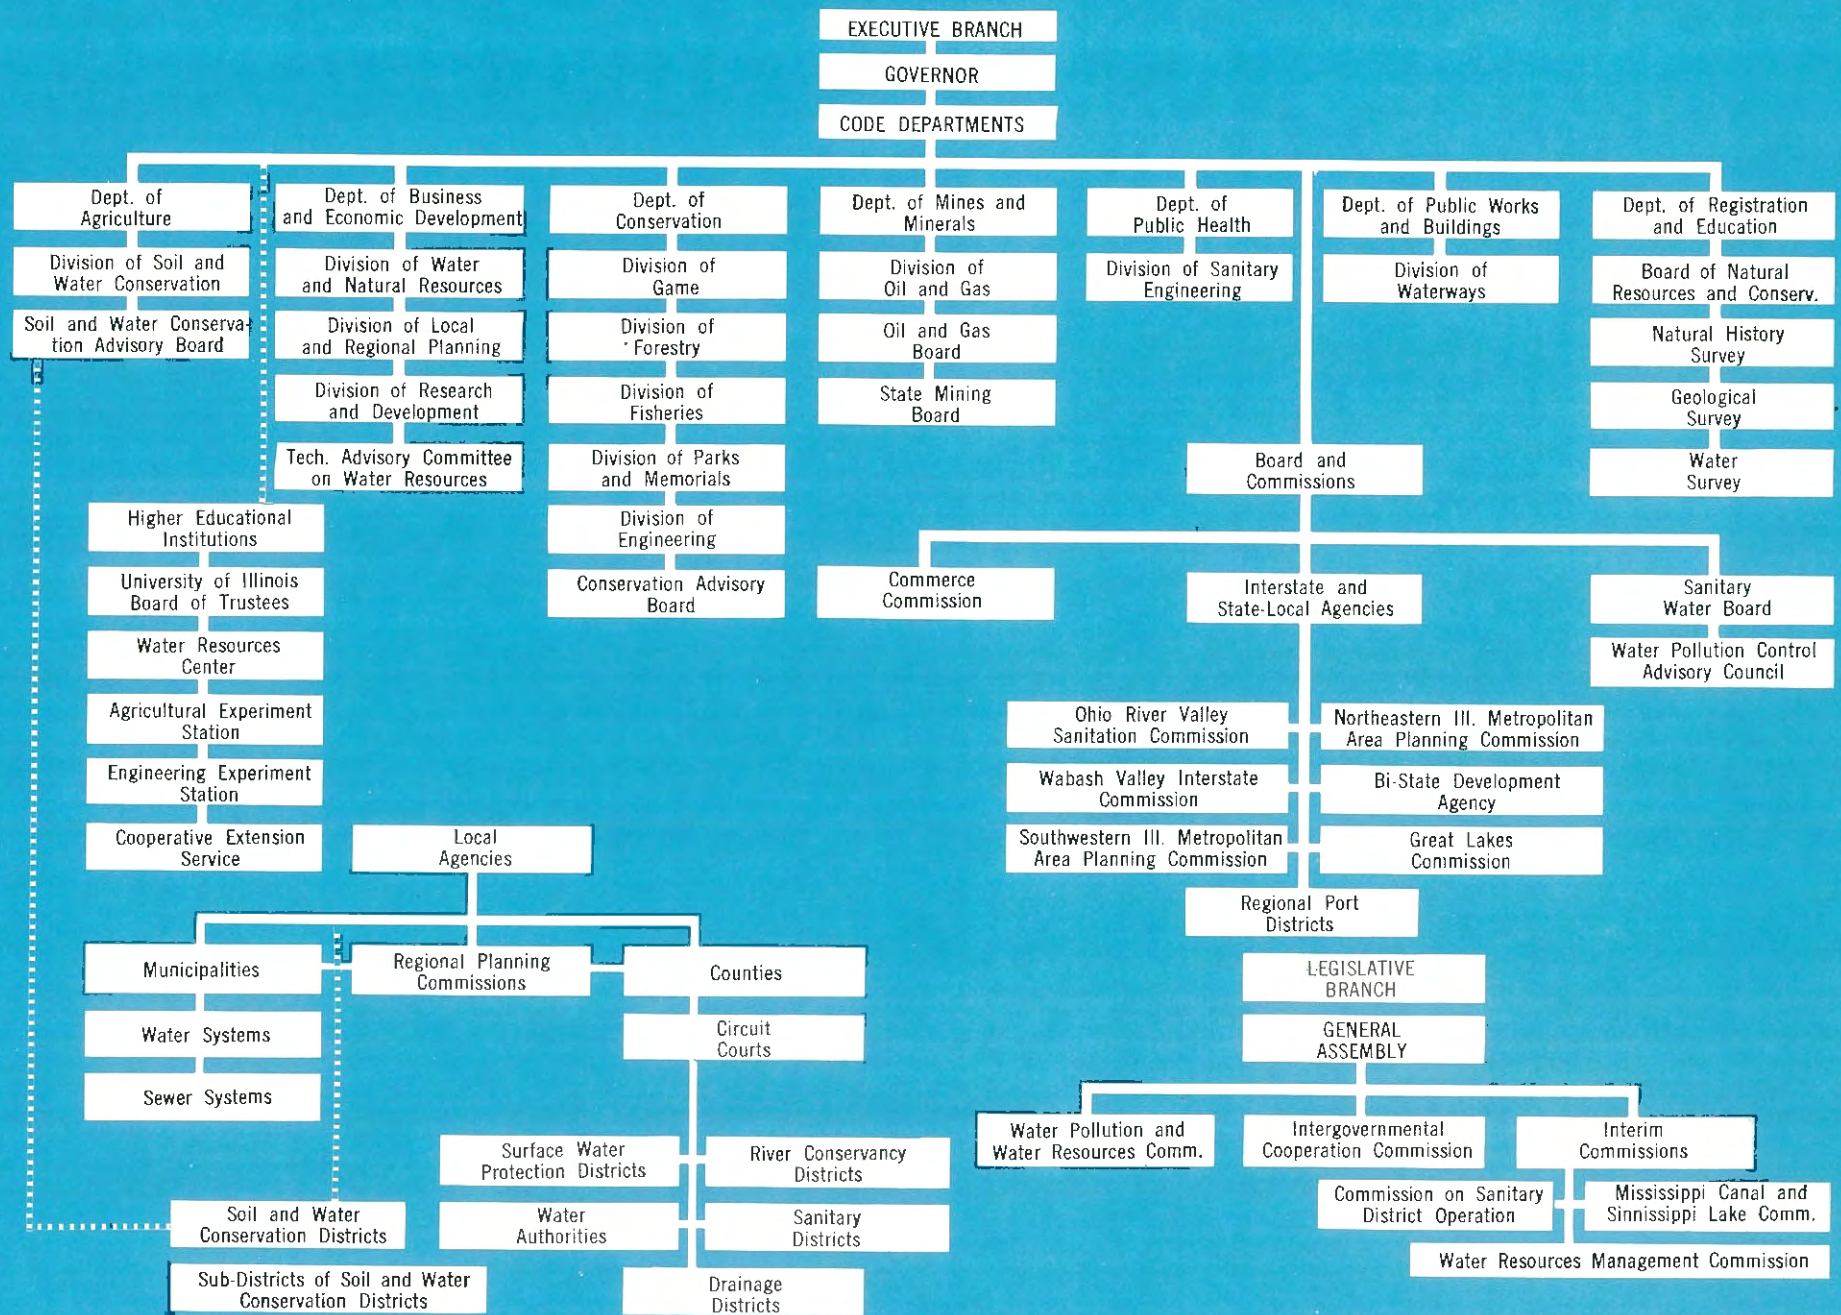 EXECUTIVE BRANCH
GOVERNOR
CODE DEPARTMENTS
Dept. of
Agriculture
Division of Soil and
Water Conservation
Soil and Water Conserva-
tion Advisory Board
Dept. of Business
and Economic Development
Division of Water
and Natural Resources
Division of Local
and Regional Planning
Division of Research
and Development
Tech. Advisory Committee
on Water Resources
Dept. of
Conservation
Division of
Game
Division of
Forestry
Division of
Fisheries
Division of Parks
and Memorials
Division of
Engineering
Conservation Advisory
Board
Dept. of Mines and
Minerals
Division of
Oil and Gas
Oil and Gas
Board
State Mining
Board
Dept. of
Public Health
Division of Sanitary
Engineering
Dept. of Public Works
and Buildings
Division of
Waterways
Dept. of Registration
and Education
Board of Natural
Resources and Conserv.
Natural History
Survey
Geological
Survey
Water
Survey
Higher Educational
Institutions
University of Illinois
Board of Trustees
Water Resources
Center
Agricultural Experiment
Station
Engineering Experiment
Station
Cooperative Extension
Service
Board and
Commissions
Commerce
Commission
Interstate and
State-Local Agencies
Sanitary
Water Board
Water Pollution Control
Advisory Council
Ohio River Valley
Sanitation Commission
Northeastern Ill. Metropolitan
Area Planning Commission
Wabash Valley Interstate
Commission
Bi-State Development
Agency
Southwestern Ill. Metropolitan
Area Planning Commission
Great Lakes
Commission
Regional Port
Districts
Local
Agencies
Municipalities
Regional Planning
Commissions
Counties
Water Systems
Sewer Systems
Circuit
Courts
Surface Water
Protection Districts
River Conservancy
Districts
Water
Authorities
Sanitary
Districts
Drainage
Districts
Soil and Water
Conservation Districts
Sub-Districts of Soil and Water
Conservation Districts
LEGISLATIVE
BRANCH
GENERAL
ASSEMBLY
Water Pollution and
Water Resources Comm.
Intergovernmental
Cooperation Commission
Interim
Commissions
Commission on Sanitary
District Operation
Mississippi Canal and
Sinnissippi Lake Comm.
Water Resources Management Commission